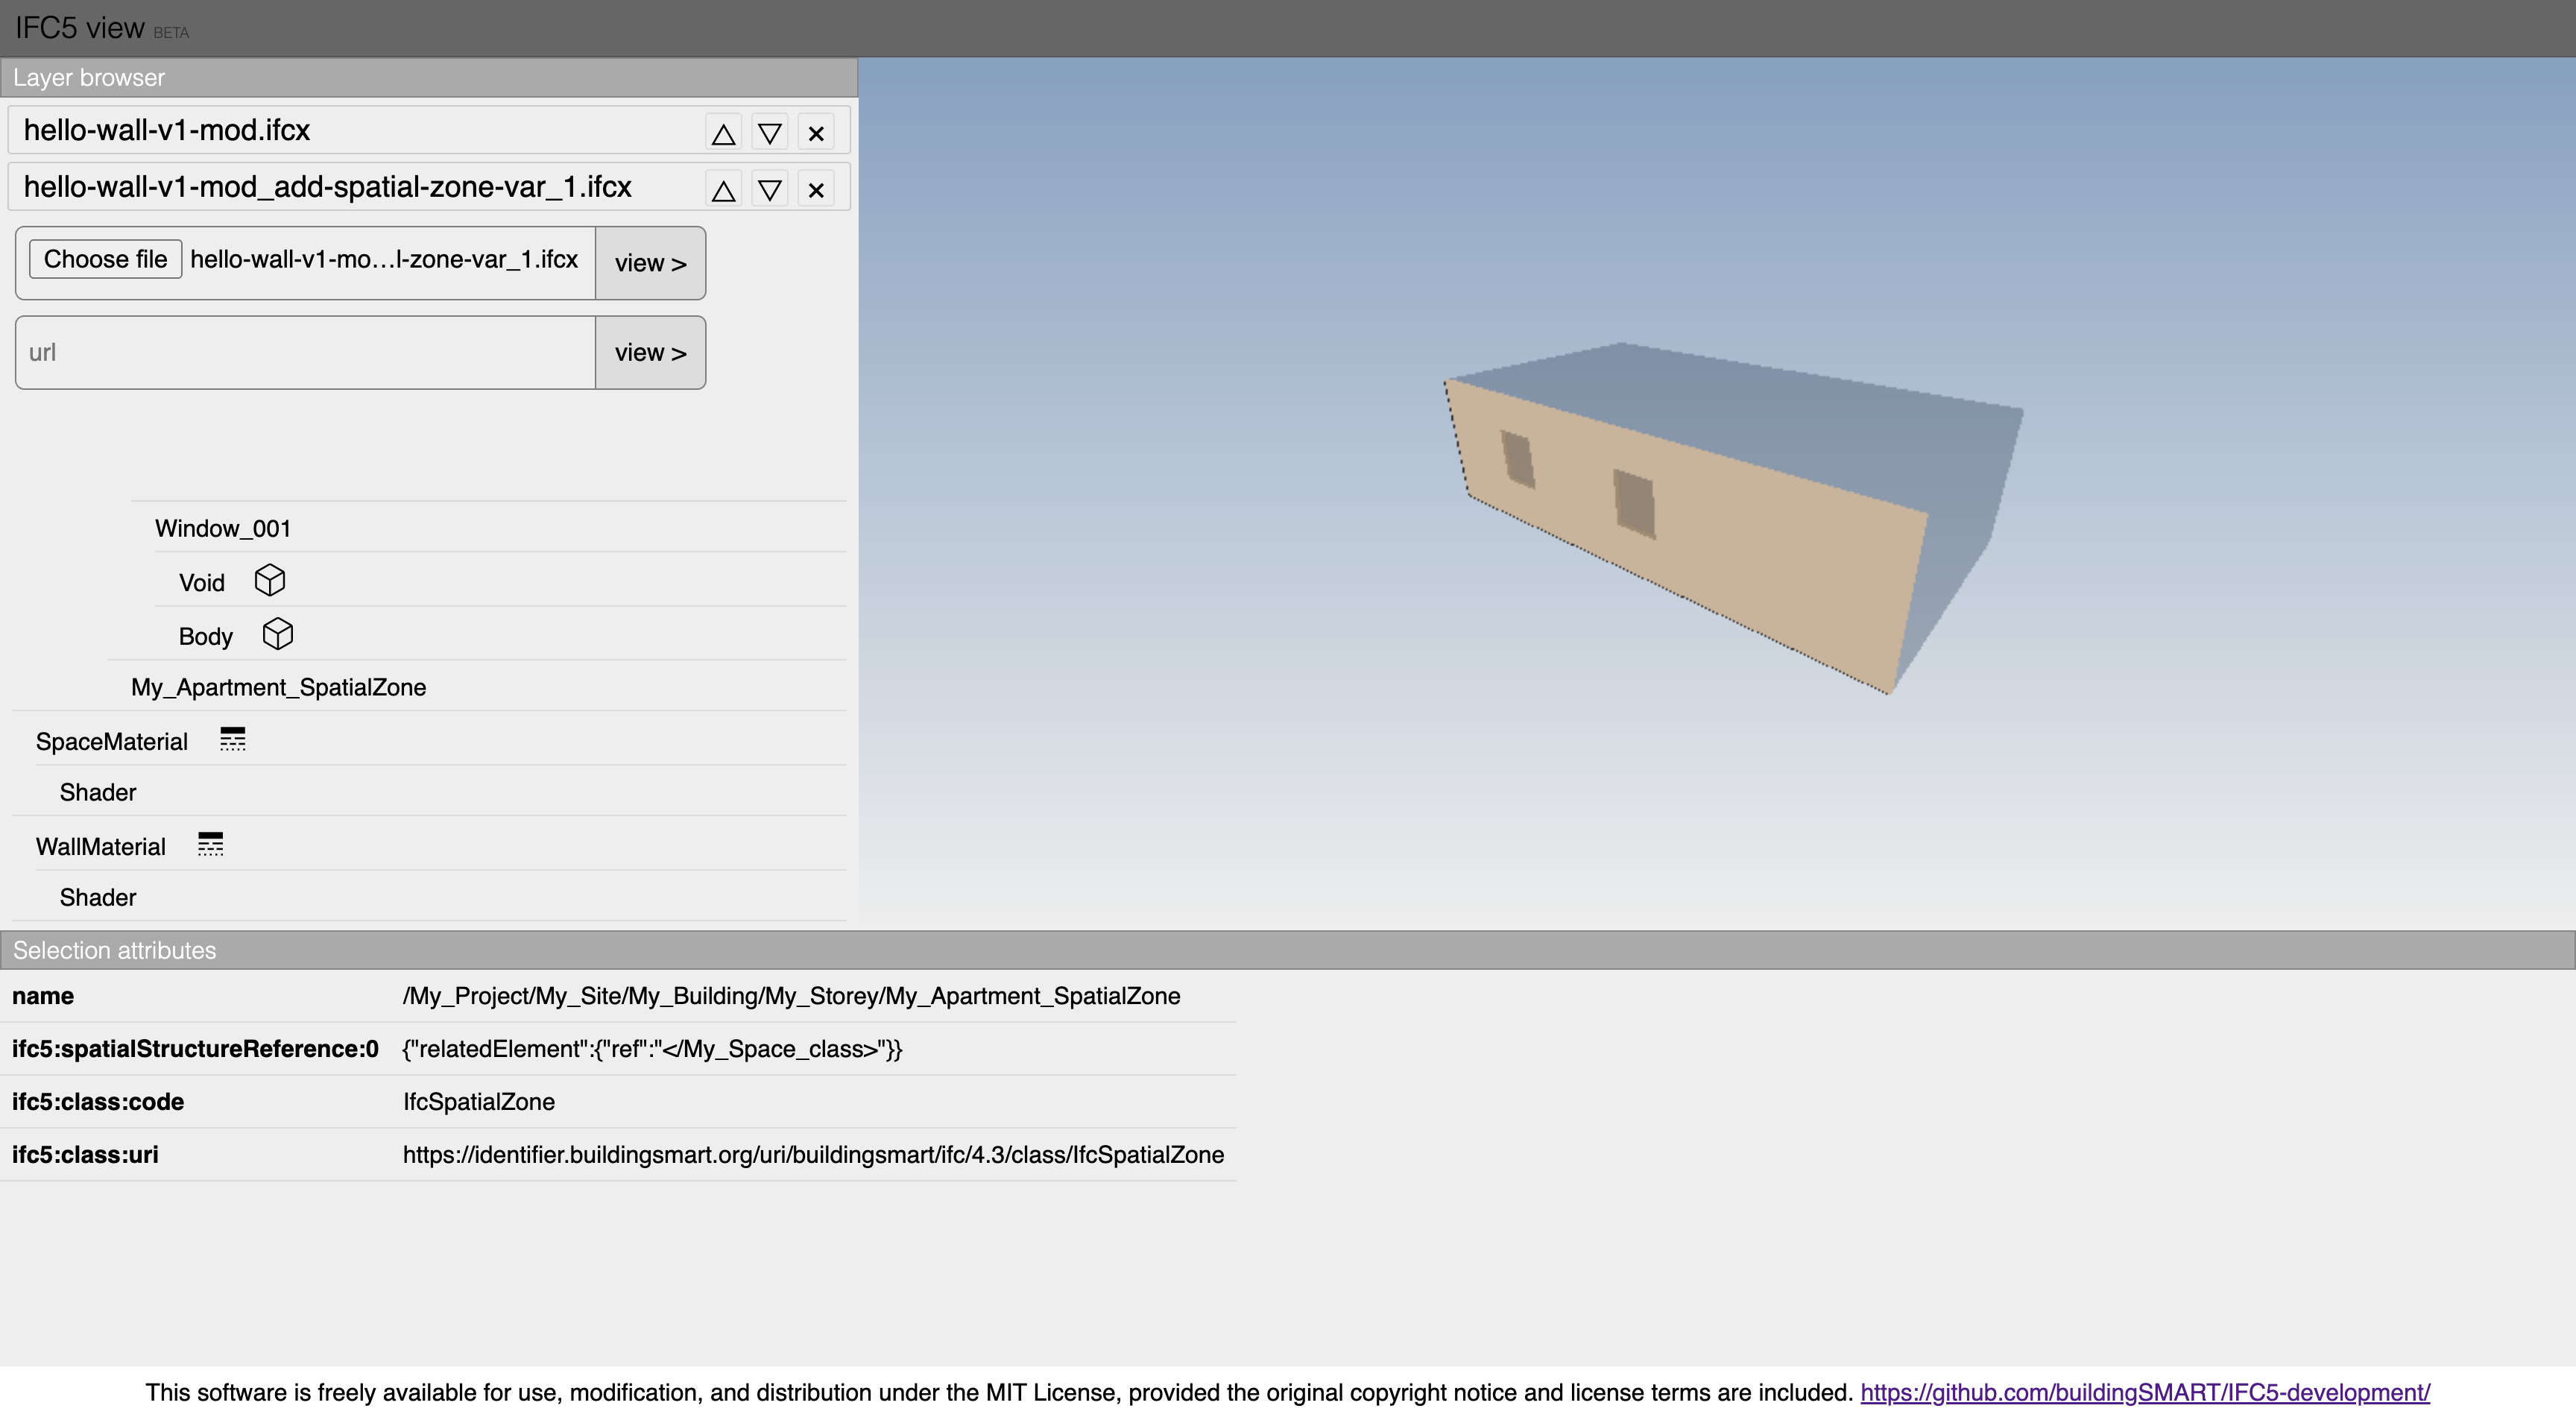 IFC5 view BETA
Layer browser
hello-wall-v1-mod.ifcx
hello-wall-v1-mod_add-spatial-zone-var_1.ifcx
Choose file hello-wall-v1-mo…l-zone-var_1.ifcx view >
url view >
Window_001
Void
Body
My_Apartment_SpatialZone
SpaceMaterial
Shader
WallMaterial
Shader
Selection attributes
name /My_Project/My_Site/My_Building/My_Storey/My_Apartment_SpatialZone
ifc5:spatialStructureReference:0 {"relatedElement":{"ref":"</My_Space_class>"}}
ifc5:class:code IfcSpatialZone
ifc5:class:uri https://identifier.buildingsmart.org/uri/buildingsmart/ifc/4.3/class/IfcSpatialZone
This software is freely available for use, modification, and distribution under the MIT License, provided the original copyright notice and license terms are included. https://github.com/buildingSMART/IFC5-development/